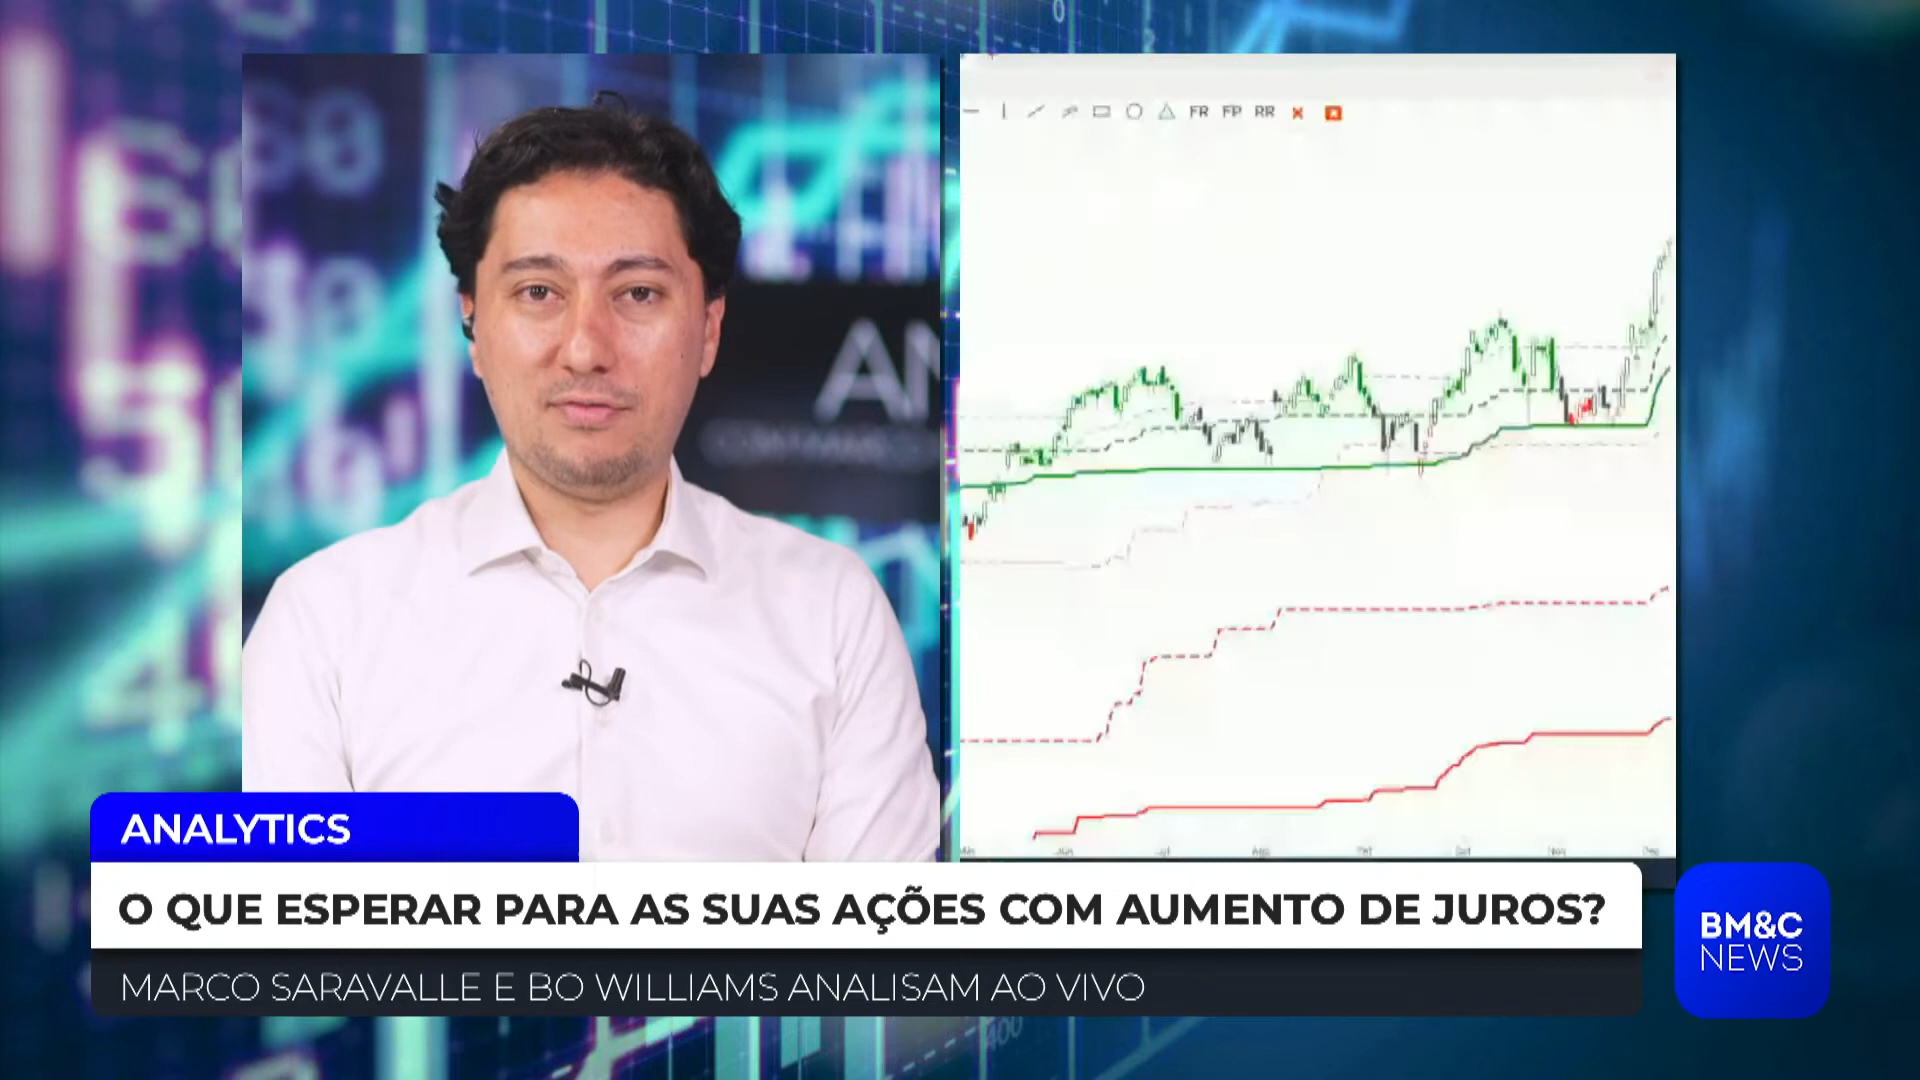 FR FP RR
AN
ANALYTICS
O QUE ESPERAR PARA AS SUAS AÇÕES COM AUMENTO DE JUROS?
MARCO SARAVALLE E BO WILLIAMS ANALISAM AO VIVO
BM&C
NEWS